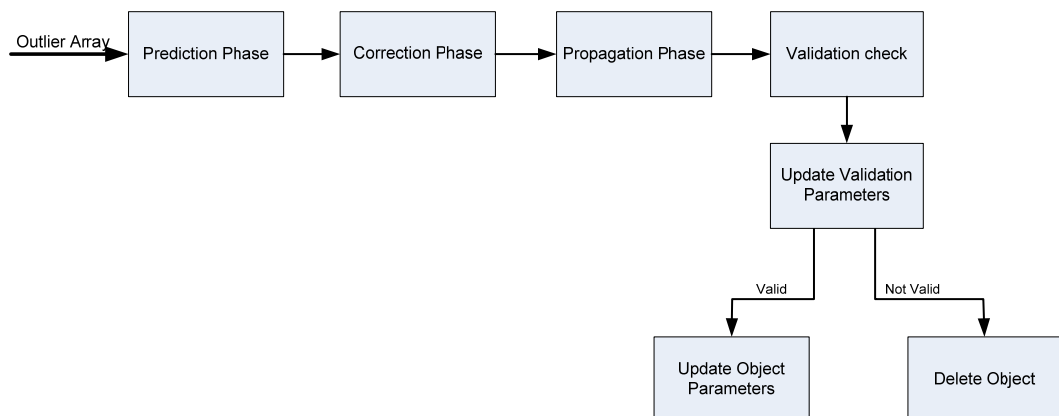 Outlier Array
Prediction Phase
Correction Phase
Propagation Phase
Validation check
Update Validation
Parameters
Valid
Not Valid
Update Object
Parameters
Delete Object